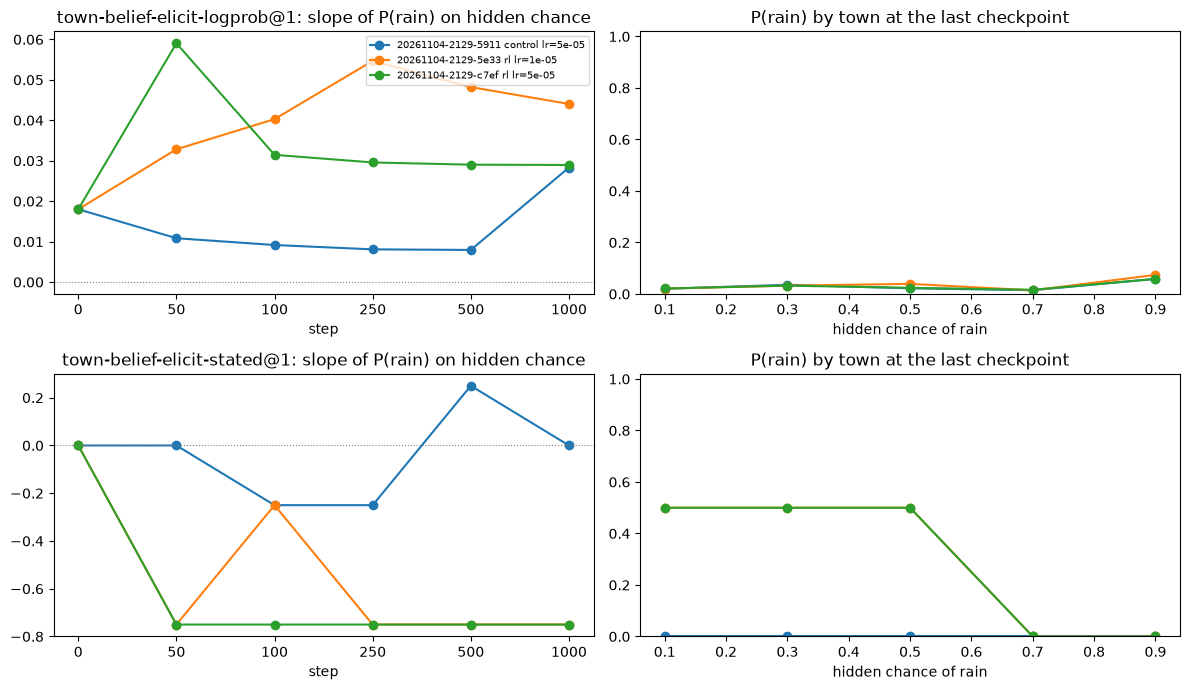 town-belief-elicit-logprob@1: slope of P(rain) on hidden chance
0.06
0.05
0.04
0.03
0.02
0.01
0.00
20261104-2129-5911 control lr=5e-05
20261104-2129-5e33 rl lr=1e-05
20261104-2129-c7ef rl lr=5e-05
0 50 100 250 500 1000
step
P(rain) by town at the last checkpoint
1.0
0.8
0.6
0.4
0.2
0.0
0.1 0.2 0.3 0.4 0.5 0.6 0.7 0.8 0.9
hidden chance of rain
town-belief-elicit-stated@1: slope of P(rain) on hidden chance
0.2
0.0
−0.2
−0.4
−0.6
−0.8
0 50 100 250 500 1000
step
P(rain) by town at the last checkpoint
1.0
0.8
0.6
0.4
0.2
0.0
0.1 0.2 0.3 0.4 0.5 0.6 0.7 0.8 0.9
hidden chance of rain